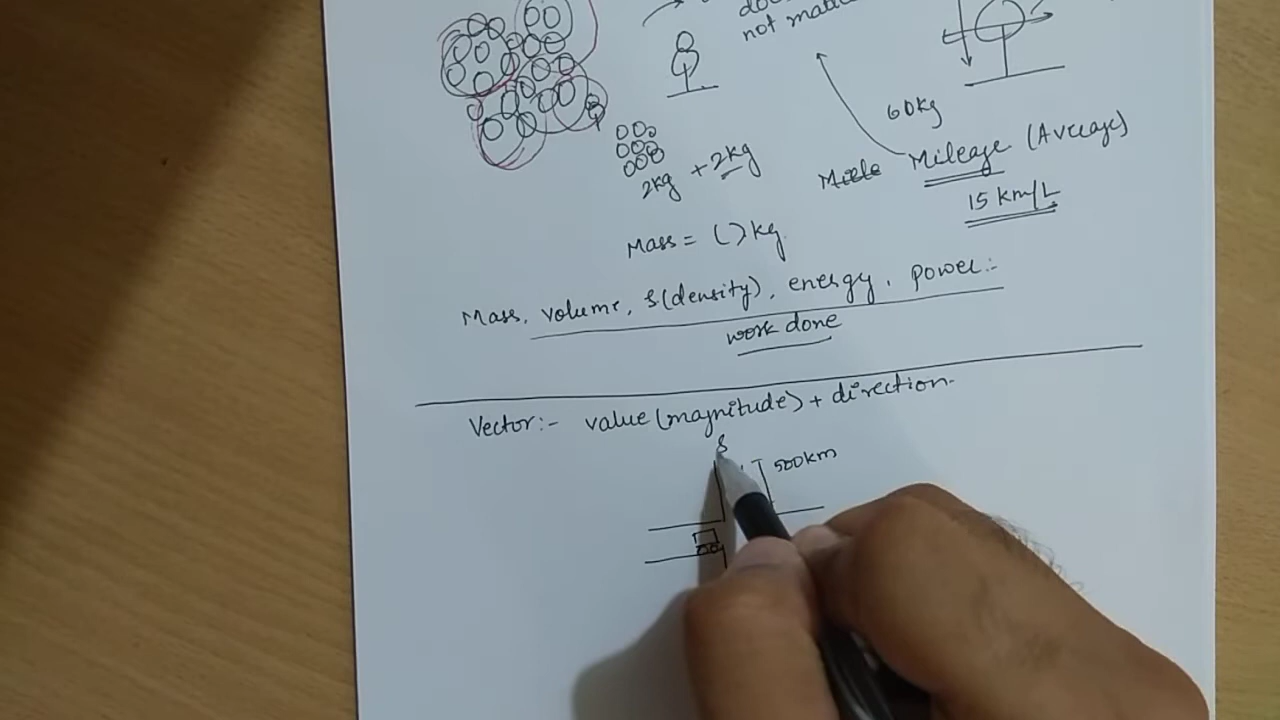 not
60kg
2kg + 2kg
Mileage (Average)
15 km/L
Mass = ( ) kg
Mass, volume, ρ(density), energy, power:-
work done
Vector:- value (magnitude) + direction-
500km